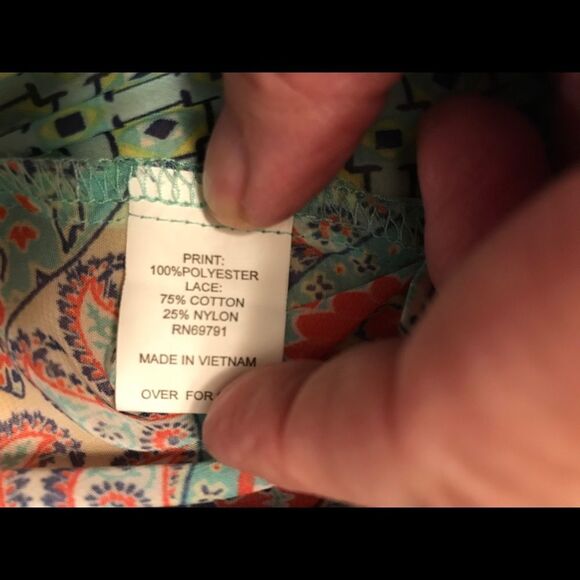 PRINT:
100%POLYESTER
LACE:
75% COTTON
25% NYLON
RN69791
MADE IN VIETNAM
OVER FOR